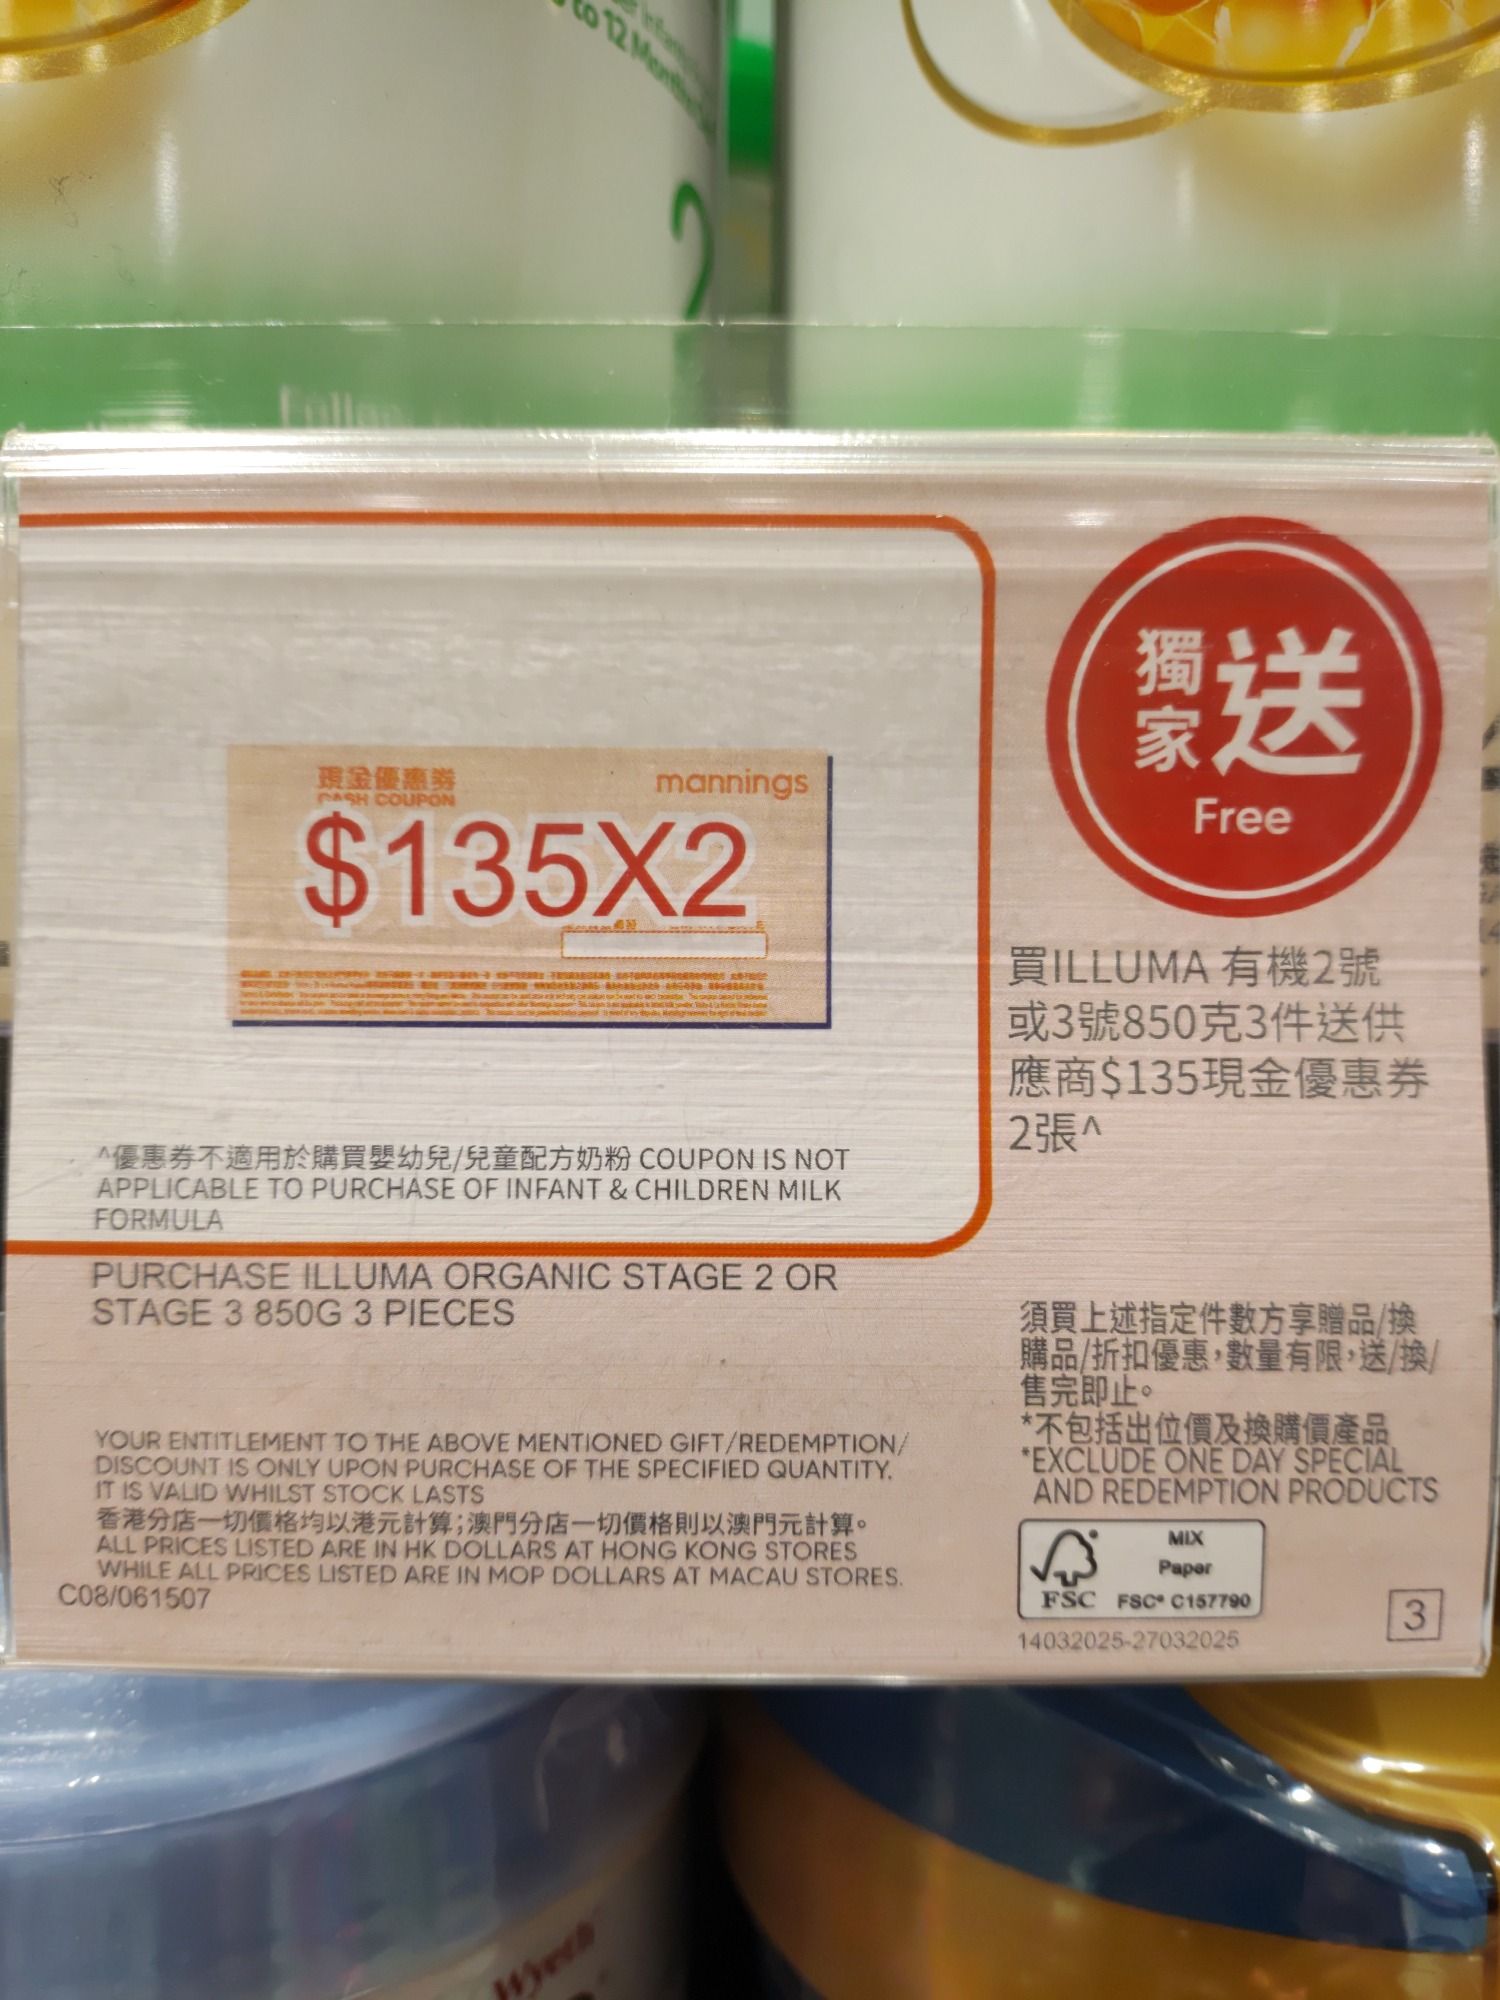 to 12 Months
2
Follow
獨家送
Free
現金優惠券
CASH COUPON
mannings
$135X2
買ILLUMA 有機2號
或3號850克3件送供
應商$135現金優惠券
2張^
^優惠券不適用於購買嬰幼兒/兒童配方奶粉 COUPON IS NOT
APPLICABLE TO PURCHASE OF INFANT & CHILDREN MILK
FORMULA
PURCHASE ILLUMA ORGANIC STAGE 2 OR
STAGE 3 850G 3 PIECES
須買上述指定件數方享贈品/換
購品/折扣優惠，數量有限，送/換/
售完即止。
*不包括出位價及換購價產品
*EXCLUDE ONE DAY SPECIAL
AND REDEMPTION PRODUCTS
YOUR ENTITLEMENT TO THE ABOVE MENTIONED GIFT/REDEMPTION/
DISCOUNT IS ONLY UPON PURCHASE OF THE SPECIFIED QUANTITY.
IT IS VALID WHILST STOCK LASTS
香港分店一切價格均以港元計算；澳門分店一切價格則以澳門元計算。
ALL PRICES LISTED ARE IN HK DOLLARS AT HONG KONG STORES
WHILE ALL PRICES LISTED ARE IN MOP DOLLARS AT MACAU STORES.
C08/061507
MIX
Paper
FSC
FSC® C157790
14032025-27032025
3
Wyeth